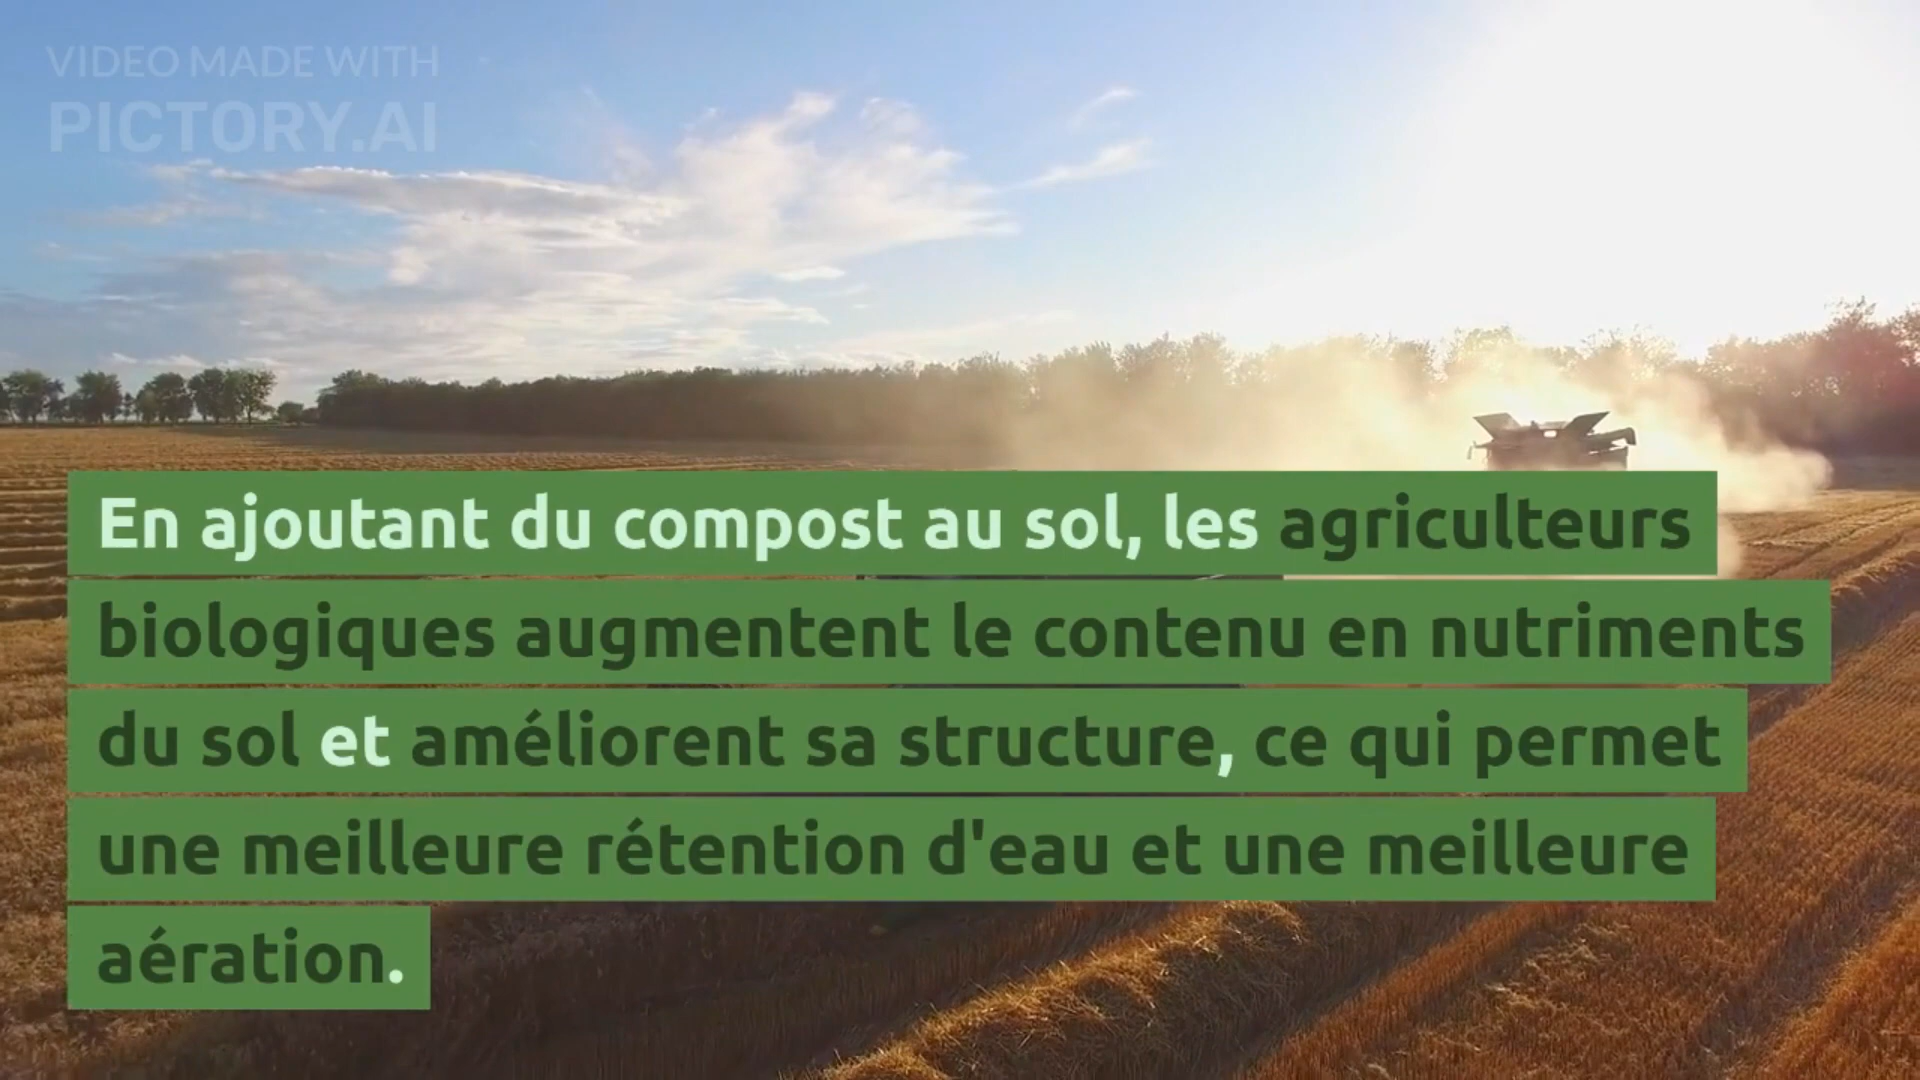 VIDEO MADE WITH
PICTORY.AI
En ajoutant du compost au sol, les agriculteurs
biologiques augmentent le contenu en nutriments
du sol et améliorent sa structure, ce qui permet
une meilleure rétention d'eau et une meilleure
aération.